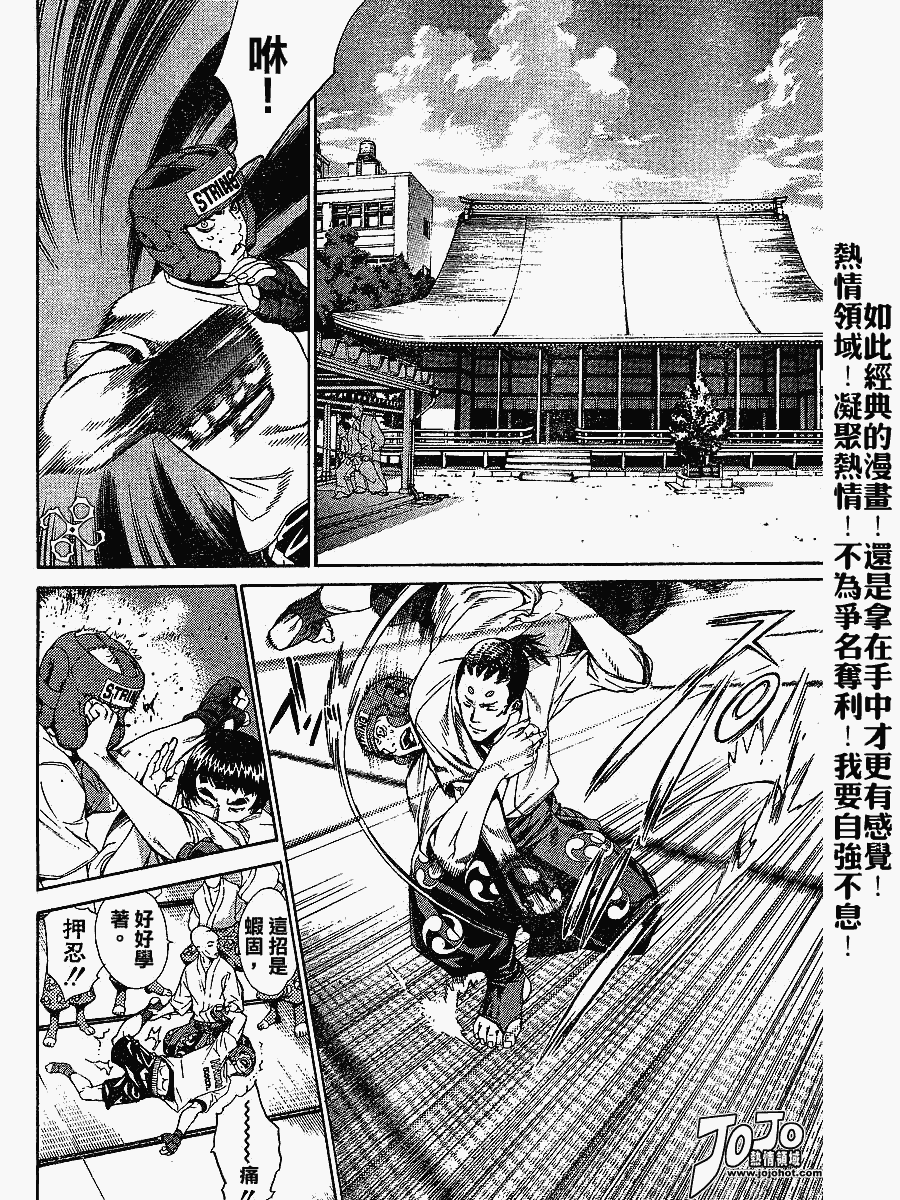 咻！
STRING
STRIN
這招是
蝦固，
好好學
著。
押忍!!
～～痛!!
如此經典的漫畫！還是拿在手中才更有感覺！
熱情領域！凝聚熱情！不為爭名奪利！我要自強不息！
JOJO
熱情領域
www.jojohot.com